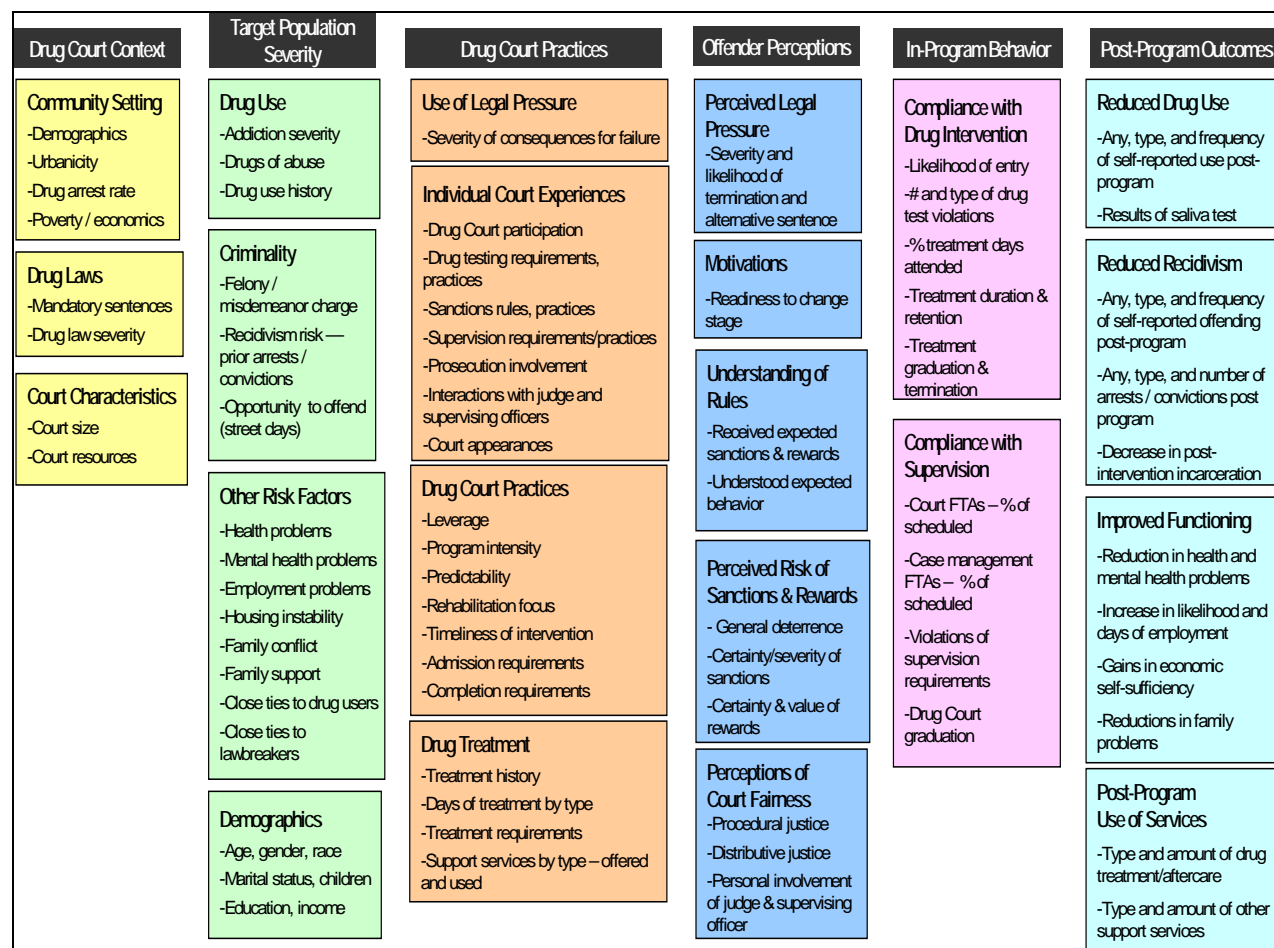 Drug Court Context
Community Setting
-Demographics
-Urbanicity
-Drug arrest rate
-Poverty / economics
Drug Laws
-Mandatory sentences
-Drug law severity
Court Characteristics
-Court size
-Court resources
Target Population
Severity
Drug Use
-Addiction severity
-Drugs of abuse
-Drug use history
Criminality
-Felony /
misdemeanor charge
-Recidivism risk —
prior arrests /
convictions
-Opportunity to offend
(street days)
Other Risk Factors
-Health problems
-Mental health problems
-Employment problems
-Housing instability
-Family conflict
-Family support
-Close ties to drug users
-Close ties to
lawbreakers
Demographics
-Age, gender, race
-Marital status, children
-Education, income
Drug Court Practices
Use of Legal Pressure
-Severity of consequences for failure
Individual Court Experiences
-Drug Court participation
-Drug testing requirements,
practices
-Sanctions rules, practices
-Supervision requirements/practices
-Prosecution involvement
-Interactions with judge and
supervising officers
-Court appearances
Drug Court Practices
-Leverage
-Program intensity
-Predictability
-Rehabilitation focus
-Timeliness of intervention
-Admission requirements
-Completion requirements
Drug Treatment
-Treatment history
-Days of treatment by type
-Treatment requirements
-Support services by type – offered
and used
Offender Perceptions
Perceived Legal
Pressure
-Severity and
likelihood of
termination and
alternative sentence
Motivations
-Readiness to change
stage
Understanding of
Rules
-Received expected
sanctions & rewards
-Understood expected
behavior
Perceived Risk of
Sanctions & Rewards
- General deterrence
-Certainty/severity of
sanctions
-Certainty & value of
rewards
Perceptions of
Court Fairness
-Procedural justice
-Distributive justice
-Personal involvement
of judge & supervising
officer
In-Program Behavior
Compliance with
Drug Intervention
-Likelihood of entry
-# and type of drug
test violations
-% treatment days
attended
-Treatment duration &
retention
-Treatment
graduation &
termination
Compliance with
Supervision
-Court FTAs – % of
scheduled
-Case management
FTAs – % of
scheduled
-Violations of
supervision
requirements
-Drug Court
graduation
Post-Program Outcomes
Reduced Drug Use
-Any, type, and frequency
of self-reported use post-
program
-Results of saliva test
Reduced Recidivism
-Any, type, and frequency
of self-reported offending
post-program
-Any, type, and number of
arrests / convictions post
program
-Decrease in post-
intervention incarceration
Improved Functioning
-Reduction in health and
mental health problems
-Increase in likelihood and
days of employment
-Gains in economic
self-sufficiency
-Reductions in family
problems
Post-Program
Use of Services
-Type and amount of drug
treatment/aftercare
-Type and amount of other
support services